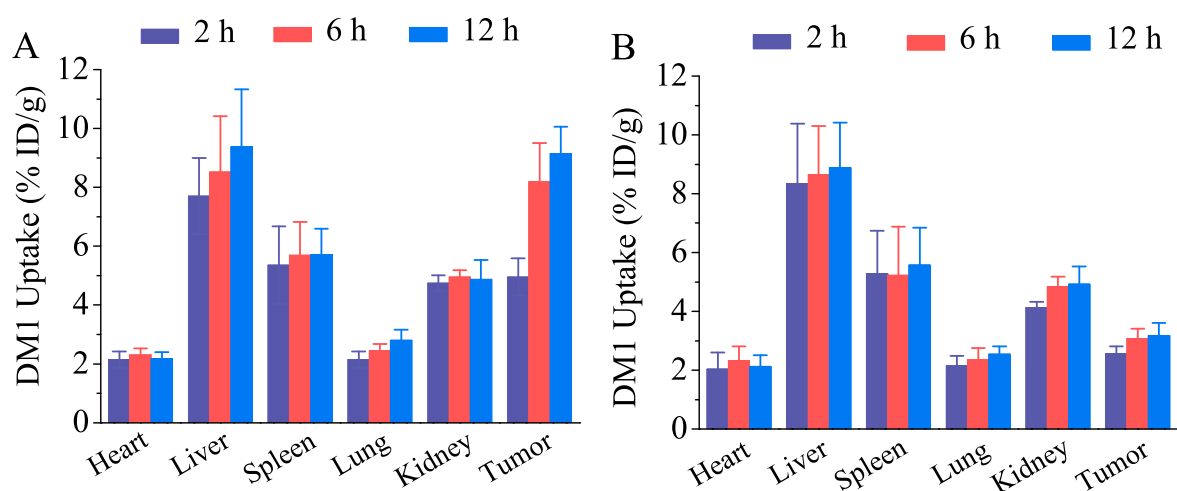 A
2 h
6 h
12 h
DM1 Uptake (% ID/g)
12
10
8
6
4
2
0
Heart
Liver
Spleen
Lung
Kidney
Tumor
B
2 h
6 h
12 h
DM1 Uptake (% ID/g)
12
10
8
6
4
2
0
Heart
Liver
Spleen
Lung
Kidney
Tumor